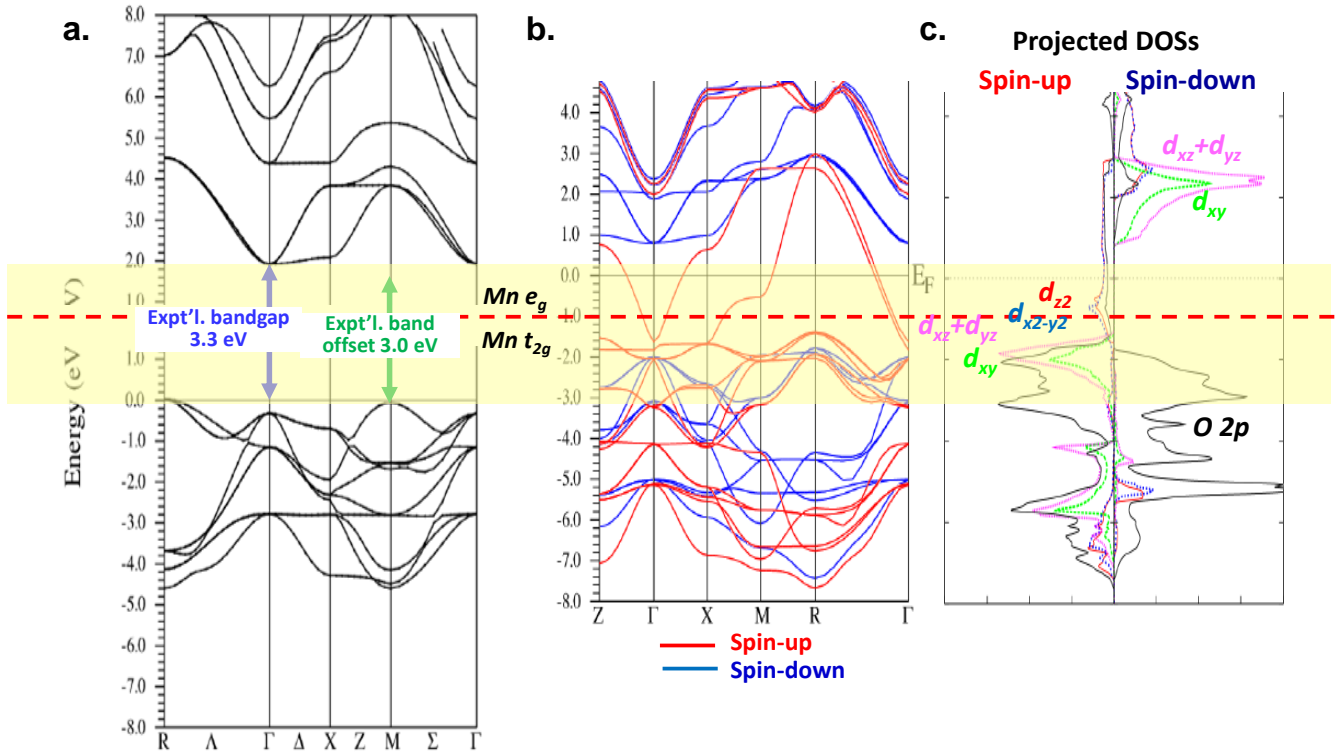 a.
8.0
7.0
6.0
5.0
4.0
3.0
2.0
1.0
0.0
-1.0
-2.0
-3.0
-4.0
-5.0
-6.0
-7.0
-8.0
Energy (eV)
Expt'l. bandgap
3.3 eV
Expt'l. band
offset 3.0 eV
R Λ Γ Δ X Z M Σ Γ
b.
4.0
3.0
2.0
1.0
0.0
-1.0
-2.0
-3.0
-4.0
-5.0
-6.0
-7.0
-8.0
E_F
Mn e_g
Mn t_2g
Z Γ X M R Γ
Spin-up
Spin-down
c.
Projected DOSs
Spin-up Spin-down
d_xz+d_yz
d_xy
d_z2
d_x2-y2
d_xz+d_yz
d_xy
O 2p